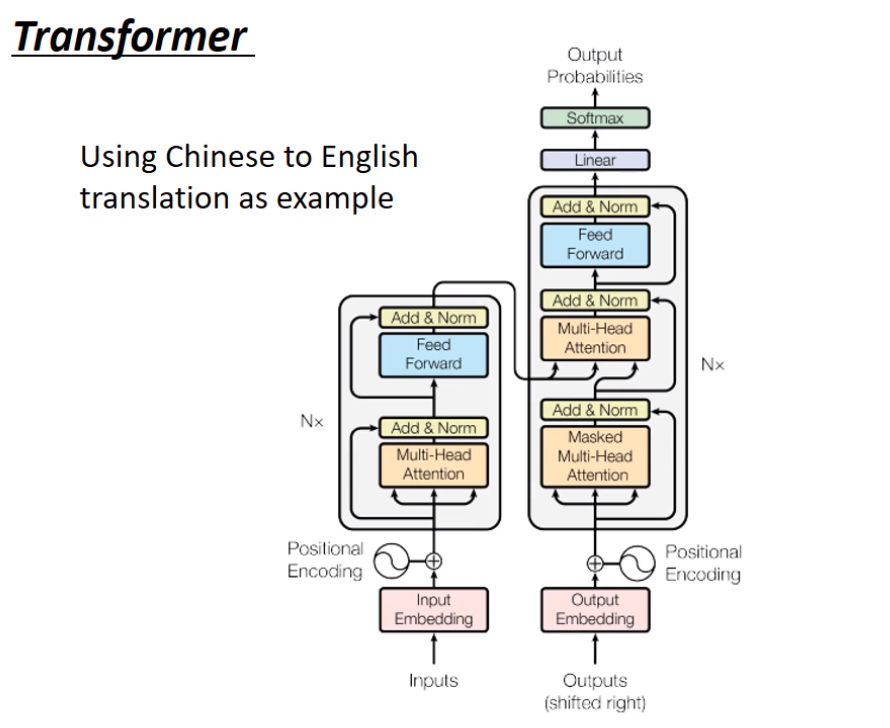 Transformer
Using Chinese to English
translation as example
Output
Probabilities
Softmax
Linear
Add & Norm
Feed
Forward
Add & Norm
Multi-Head
Attention
Add & Norm
Masked
Multi-Head
Attention
Nx
Add & Norm
Feed
Forward
Add & Norm
Multi-Head
Attention
Nx
Positional
Encoding
Positional
Encoding
Input
Embedding
Output
Embedding
Inputs
Outputs
(shifted right)